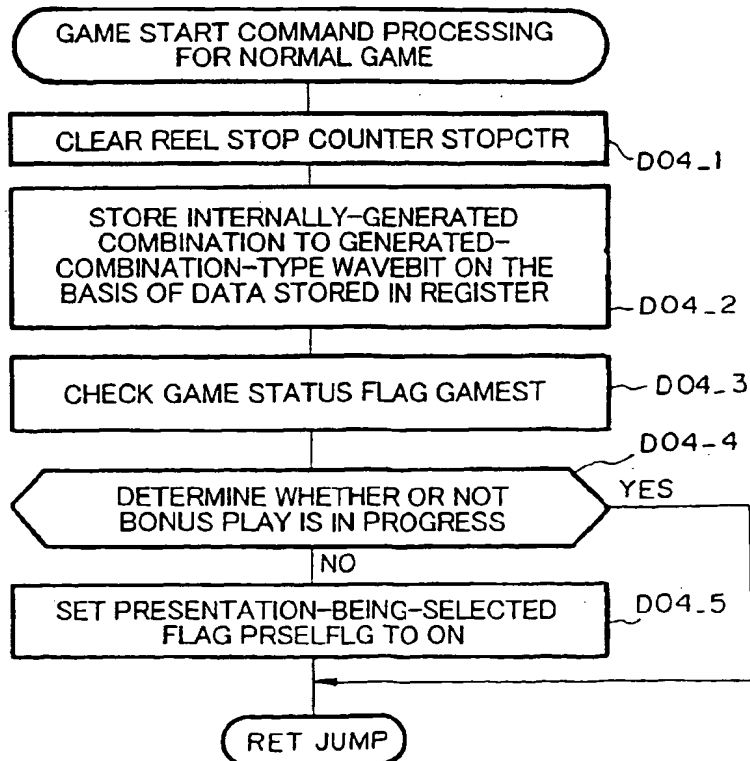 GAME START COMMAND PROCESSING
FOR NORMAL GAME
CLEAR REEL STOP COUNTER STOPCTR
D04_1
STORE INTERNALLY-GENERATED
COMBINATION TO GENERATED-
COMBINATION-TYPE WAVEBIT ON THE
BASIS OF DATA STORED IN REGISTER
D04_2
CHECK GAME STATUS FLAG GAMEST
D04_3
D04-4
DETERMINE WHETHER OR NOT
BONUS PLAY IS IN PROGRESS
YES
NO
SET PRESENTATION-BEING-SELECTED
FLAG PRSELFLG TO ON
D04_5
RET JUMP